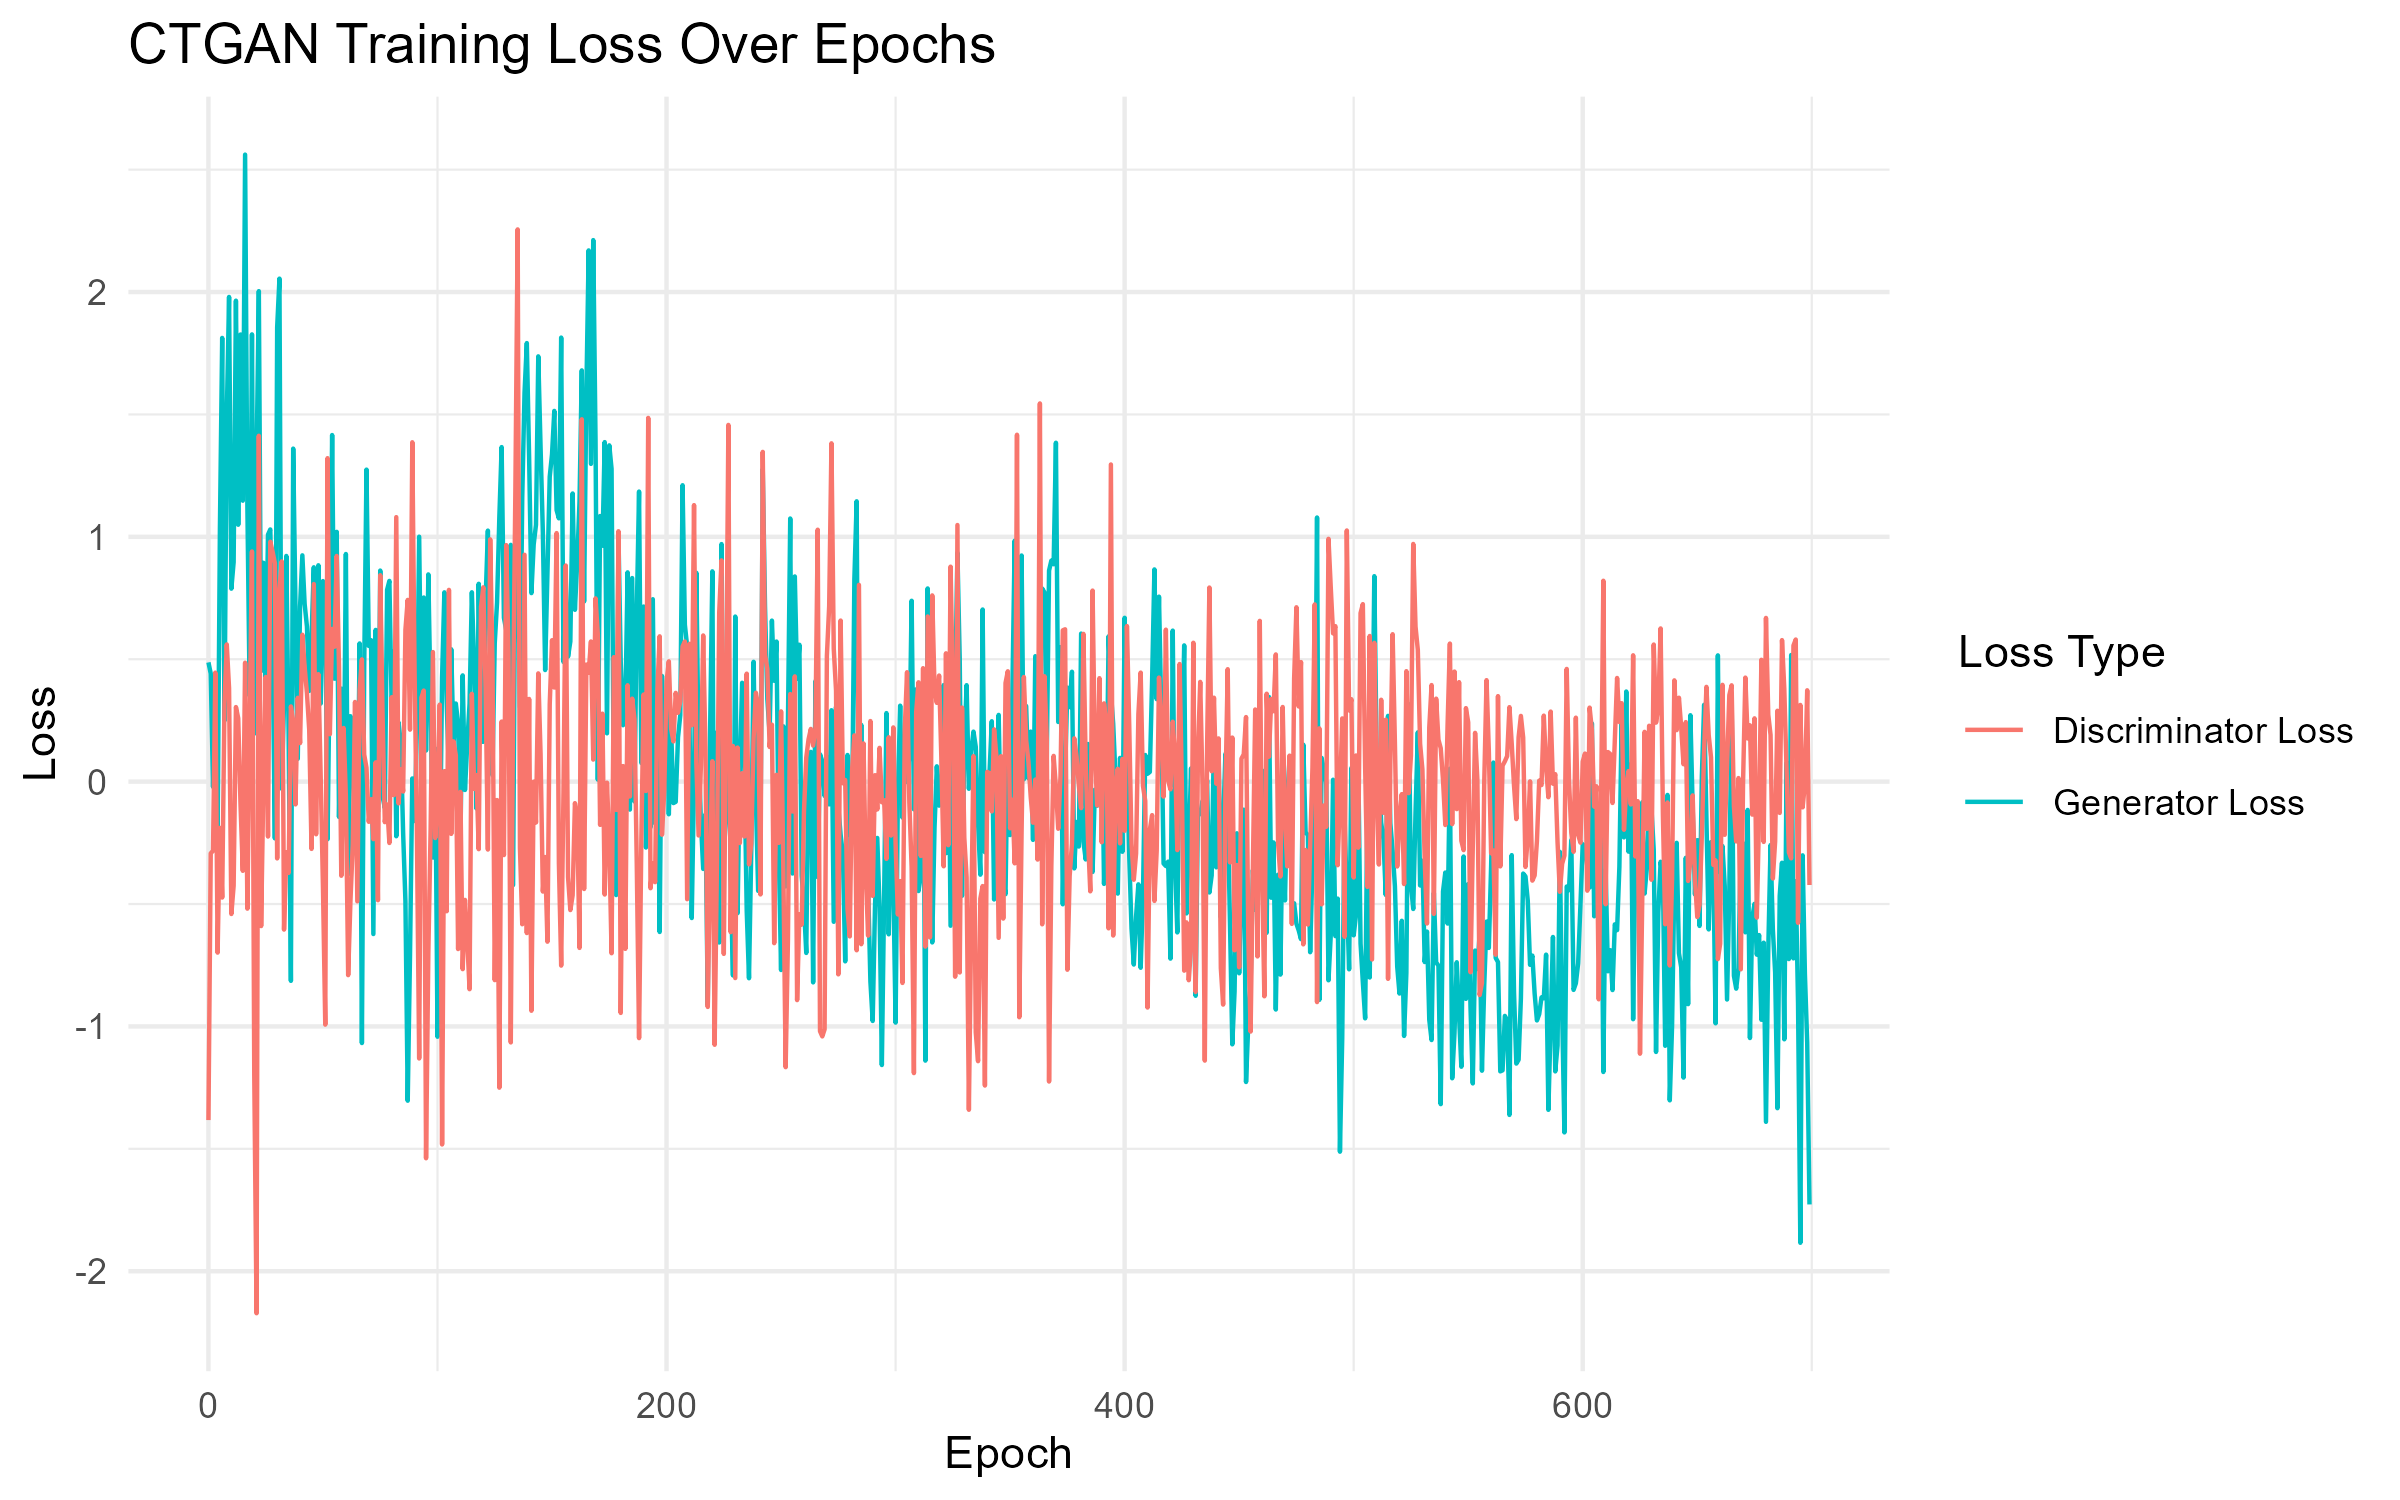 CTGAN Training Loss Over Epochs
Loss
2
1
0
-1
-2
0 200 400 600
Epoch
Loss Type
Discriminator Loss
Generator Loss